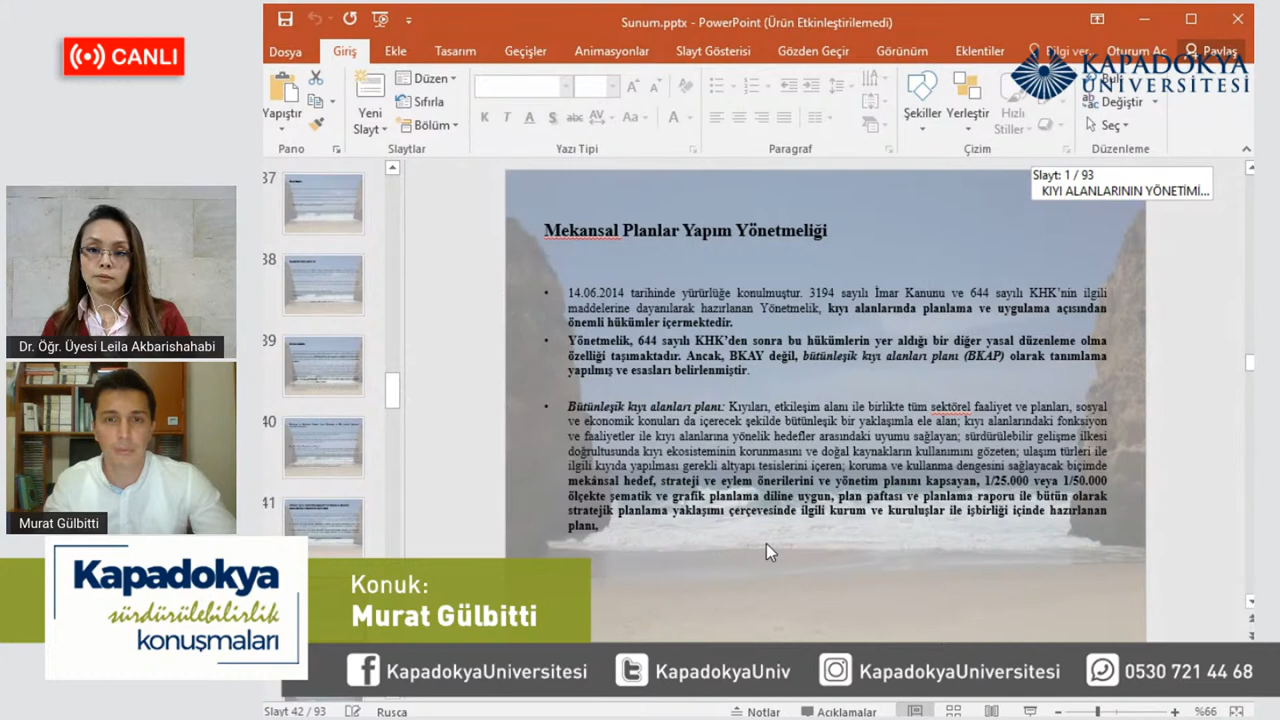 CANLI
Sunum.pptx - PowerPoint (Ürün Etkinleştirilemedi)
Dosya Giriş Ekle Tasarım Geçişler Animasyonlar Slayt Gösterisi Gözden Geçir Görünüm Eklentiler Bilgi ver. Oturum Aç Paylaş
KAPADOKYA
ÜNİVERSİTESİ
Yapıştır
Pano
Yeni
Slayt
Düzen
Sıfırla
Bölüm
Slaytlar
K T A S abc AV Aa A
Yazı Tipi
Paragraf
Şekiller Yerleştir Hızlı
Stiller
Çizim
Bul
Değiştir
Seç
Düzenleme
Slayt: 1 / 93
KIYI ALANLARININ YÖNETİMİ...
37
38
39
40
41
Mekansal Planlar Yapım Yönetmeliği
• 14.06.2014 tarihinde yürürlüğe konulmuştur. 3194 sayılı İmar Kanunu ve 644 sayılı KHK'nin ilgili
maddelerine dayanılarak hazırlanan Yönetmelik, kıyı alanlarında planlama ve uygulama açısından
önemli hükümler içermektedir.
• Yönetmelik, 644 sayılı KHK'den sonra bu hükümlerin yer aldığı bir diğer yasal düzenleme olma
özelliği taşımaktadır. Ancak, BKAY değil, bütünleşik kıyı alanları planı (BKAP) olarak tanımlama
yapılmış ve esasları belirlenmiştir.
• Bütünleşik kıyı alanları planı: Kıyıları, etkileşim alanı ile birlikte tüm sektörel faaliyet ve planları, sosyal
ve ekonomik konuları da içerecek şekilde bütünleşik bir yaklaşımla ele alan; kıyı alanlarındaki fonksiyon
ve faaliyetler ile kıyı alanlarına yönelik hedefler arasındaki uyumu sağlayan; sürdürülebilir gelişme ilkesi
doğrultusunda kıyı ekosisteminin korunmasını ve doğal kaynakların kullanımını gözeten; ulaşım türleri ile
ilgili kıyıda yapılması gerekli altyapı tesislerini içeren; koruma ve kullanma dengesini sağlayacak biçimde
mekânsal hedef, strateji ve eylem önerilerini ve yönetim planını kapsayan, 1/25.000 veya 1/50.000
ölçekte şematik ve grafik planlama diline uygun, plan paftası ve planlama raporu ile bütün olarak
stratejik planlama yaklaşımı çerçevesinde ilgili kurum ve kuruluşlar ile işbirliği içinde hazırlanan
planı,
Dr. Öğr. Üyesi Leila Akbarishahabi
Murat Gülbitti
Kapadokya
sürdürülebilirlik
konuşmaları
Konuk:
Murat Gülbitti
KapadokyaUniversitesi KapadokyaUniv KapadokyaUniversitesi 0530 721 44 68
Slayt 42 / 93 Rusça Notlar Açıklamalar %66